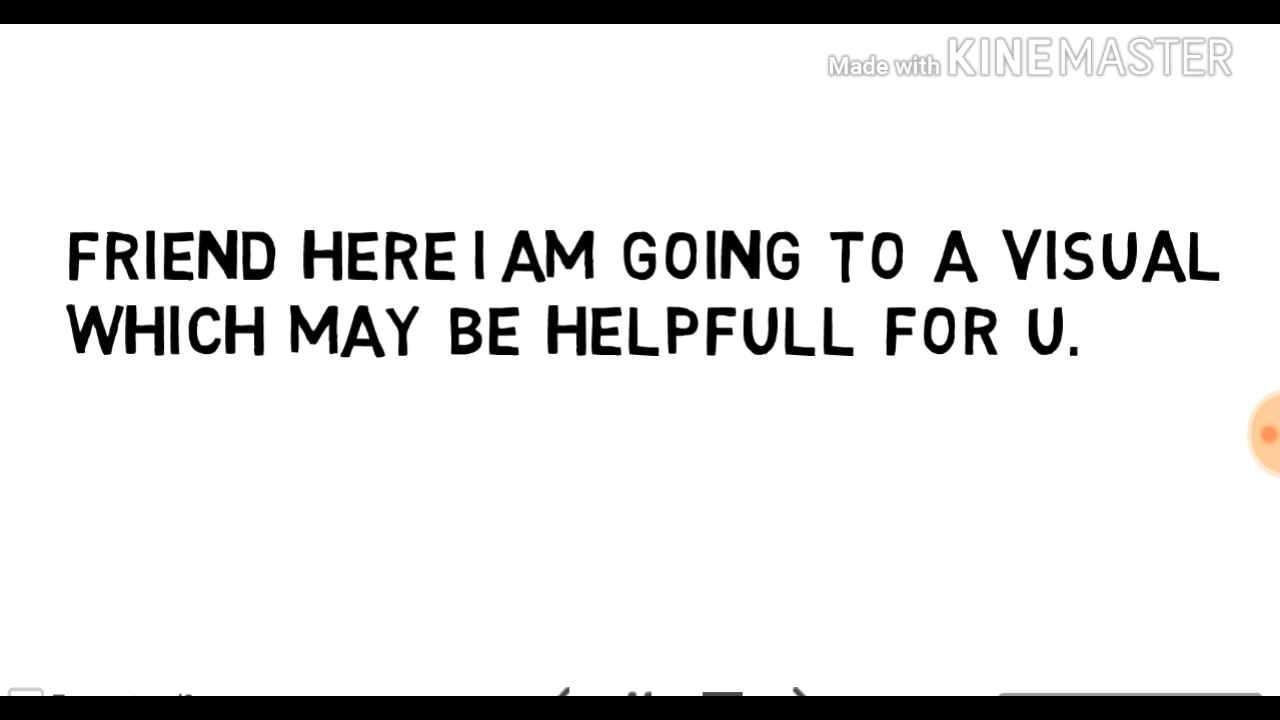 Made with KINEMASTER
FRIEND HERE I AM GOING TO A VISUAL
WHICH MAY BE HELPFULL FOR U.